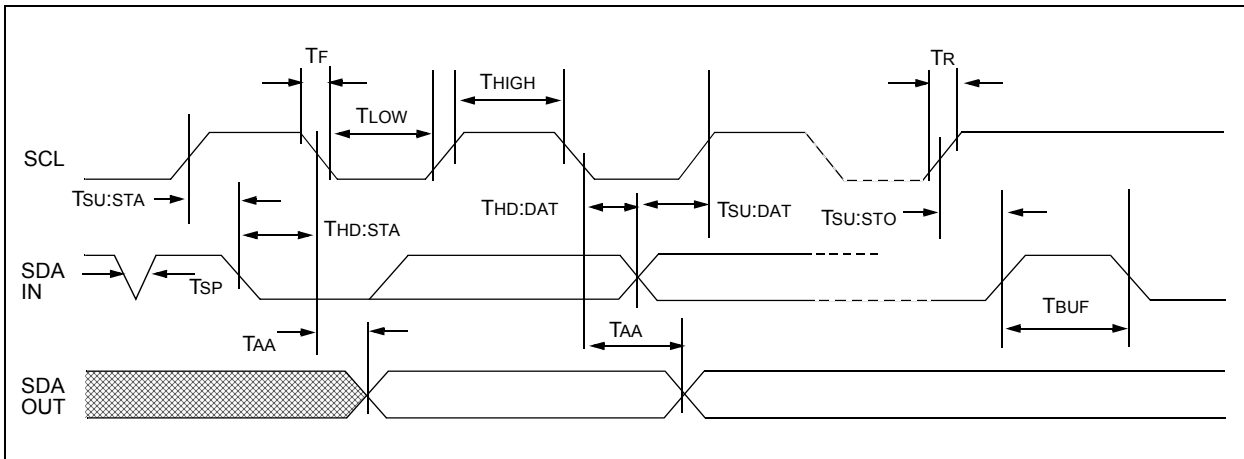 TF
TR
THIGH
TLOW
SCL
TSU:STA
THD:DAT
TSU:DAT
TSU:STO
THD:STA
SDA
IN
TSP
TBUF
TAA
TAA
SDA
OUT